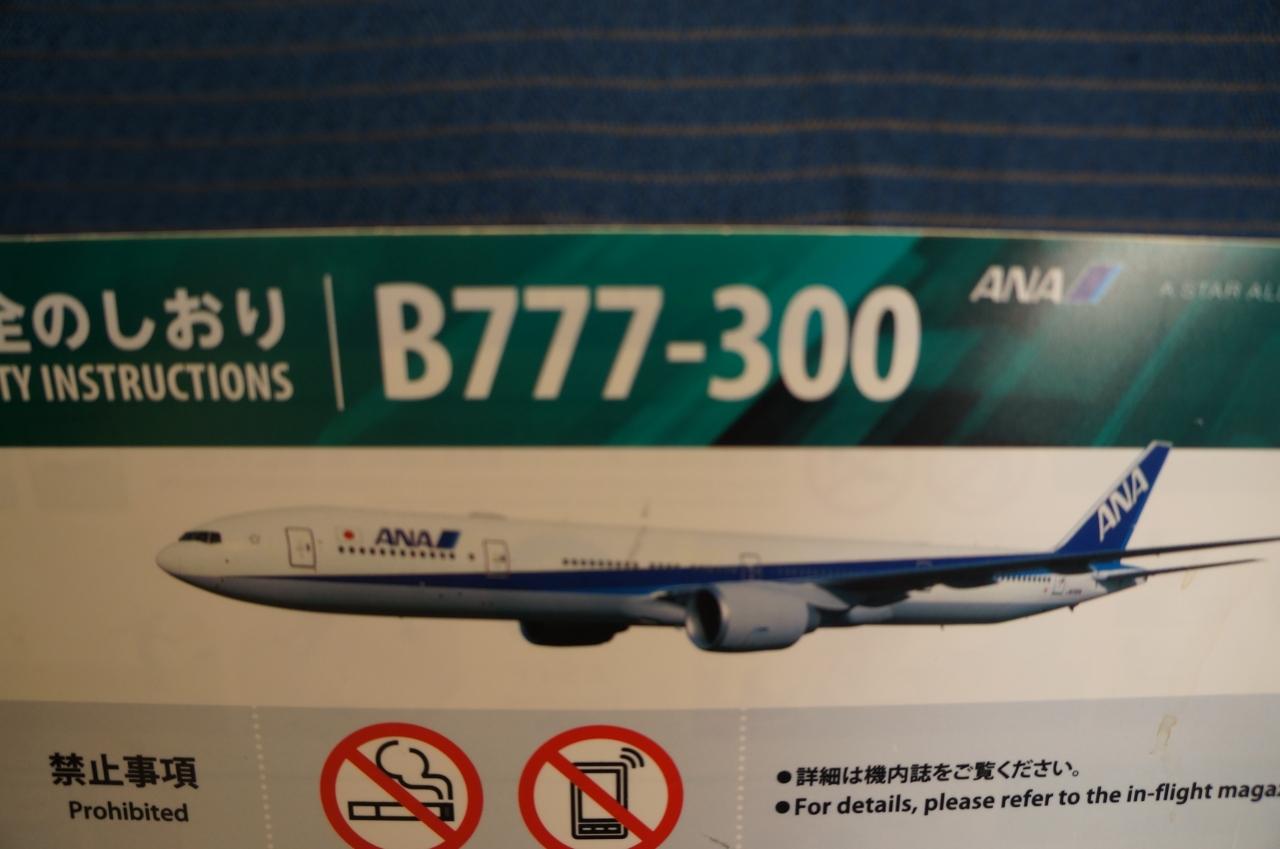 全のしおり
TY INSTRUCTIONS
B777-300
ANA
A STAR AL
ANA
ANA
禁止事項
Prohibited
●詳細は機内誌をご覧ください。
●For details, please refer to the in-flight maga